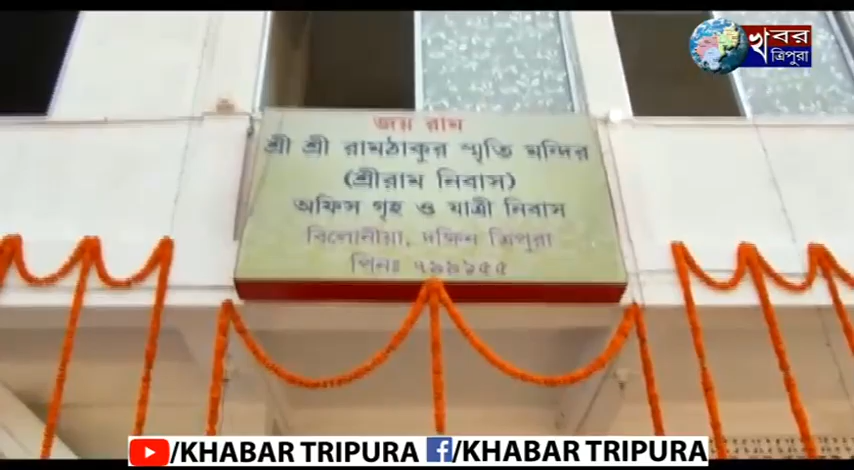 খবর
ত্রিপুরা
জয় রাম
শ্রী শ্রী রামঠাকুর স্মৃতি মন্দির
(শ্রীরাম নিবাস)
অফিস গৃহ ও যাত্রী নিবাস
বিলোনীয়া, দক্ষিন ত্রিপুরা
পিনঃ ৭৯৯১৫৫
/KHABAR TRIPURA /KHABAR TRIPURA